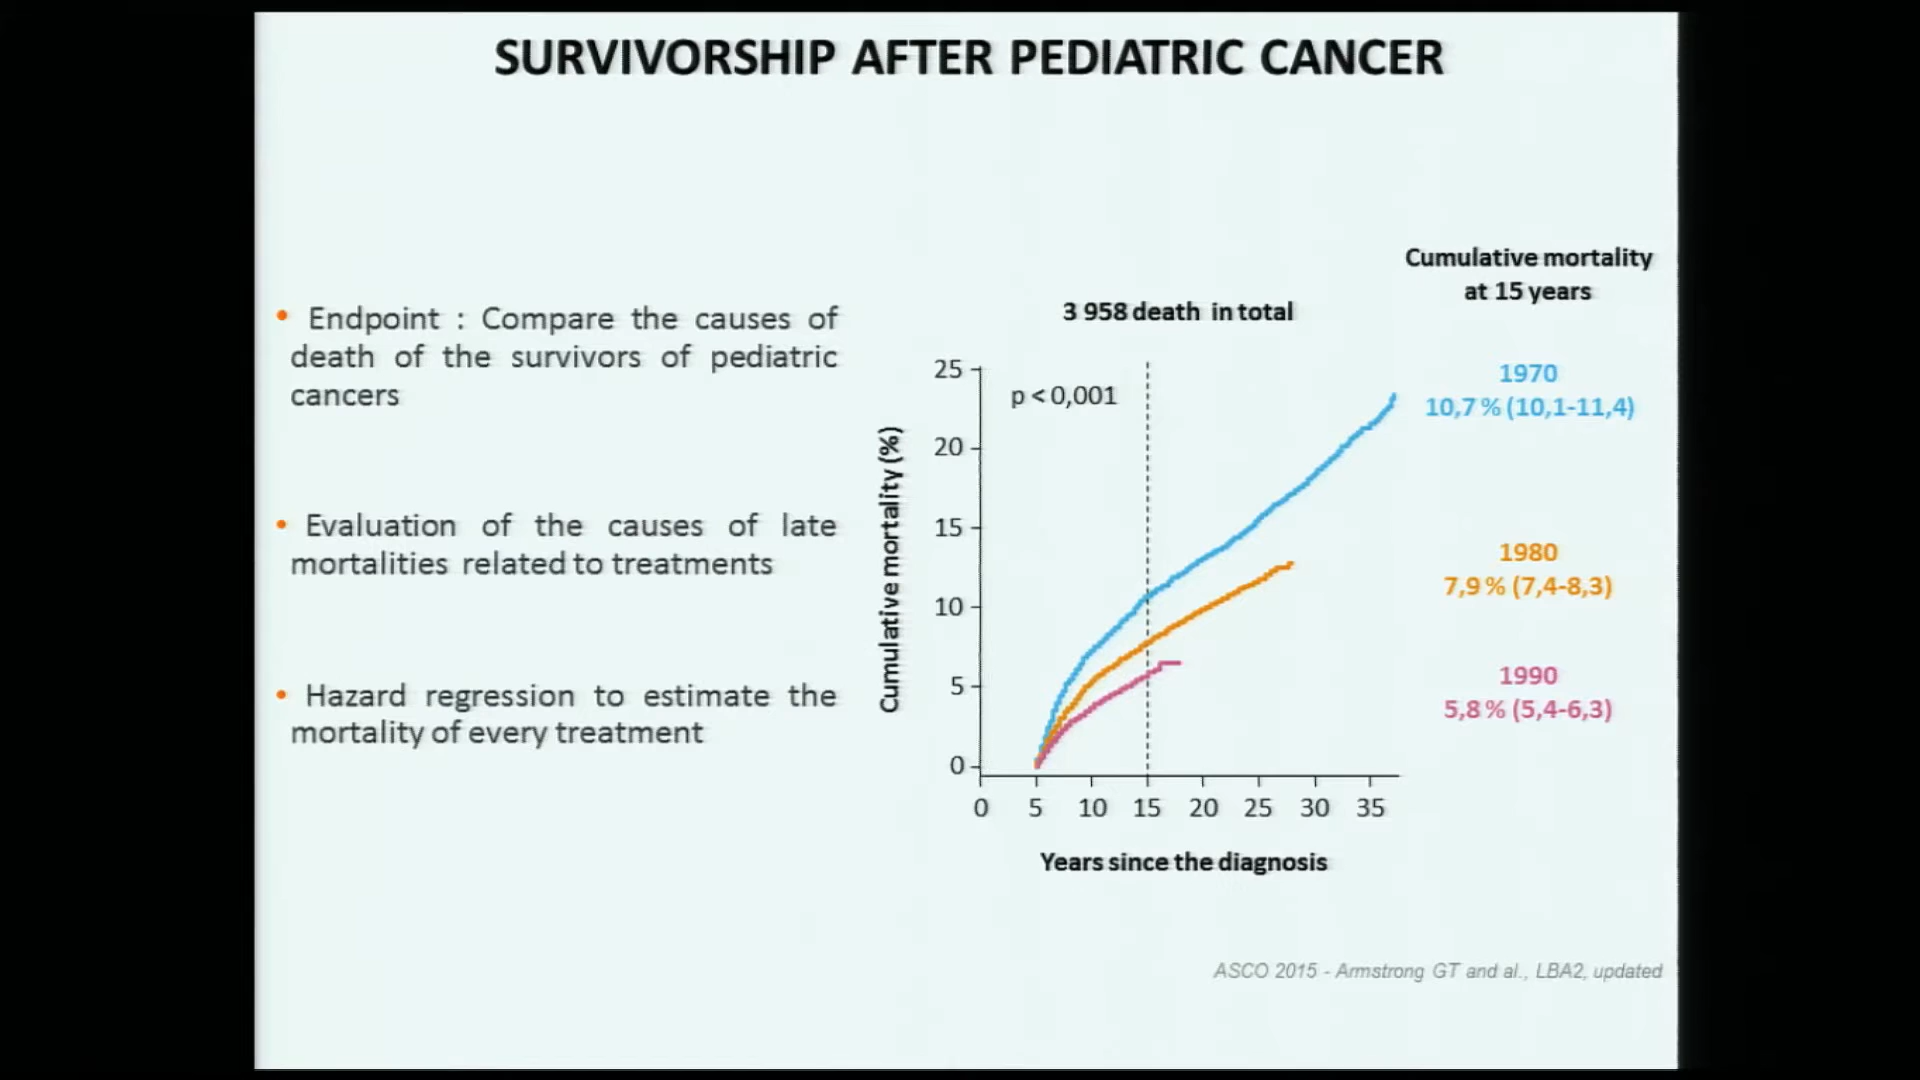 SURVIVORSHIP AFTER PEDIATRIC CANCER
• Endpoint : Compare the causes of
death of the survivors of pediatric
cancers
• Evaluation of the causes of late
mortalities related to treatments
• Hazard regression to estimate the
mortality of every treatment
3 958 death in total
Cumulative mortality (%)
25
20
15
10
5
0
p < 0,001
0 5 10 15 20 25 30 35
Years since the diagnosis
Cumulative mortality
at 15 years
1970
10,7 % (10,1-11,4)
1980
7,9 % (7,4-8,3)
1990
5,8 % (5,4-6,3)
ASCO 2015 - Armstrong GT and al., LBA2, updated